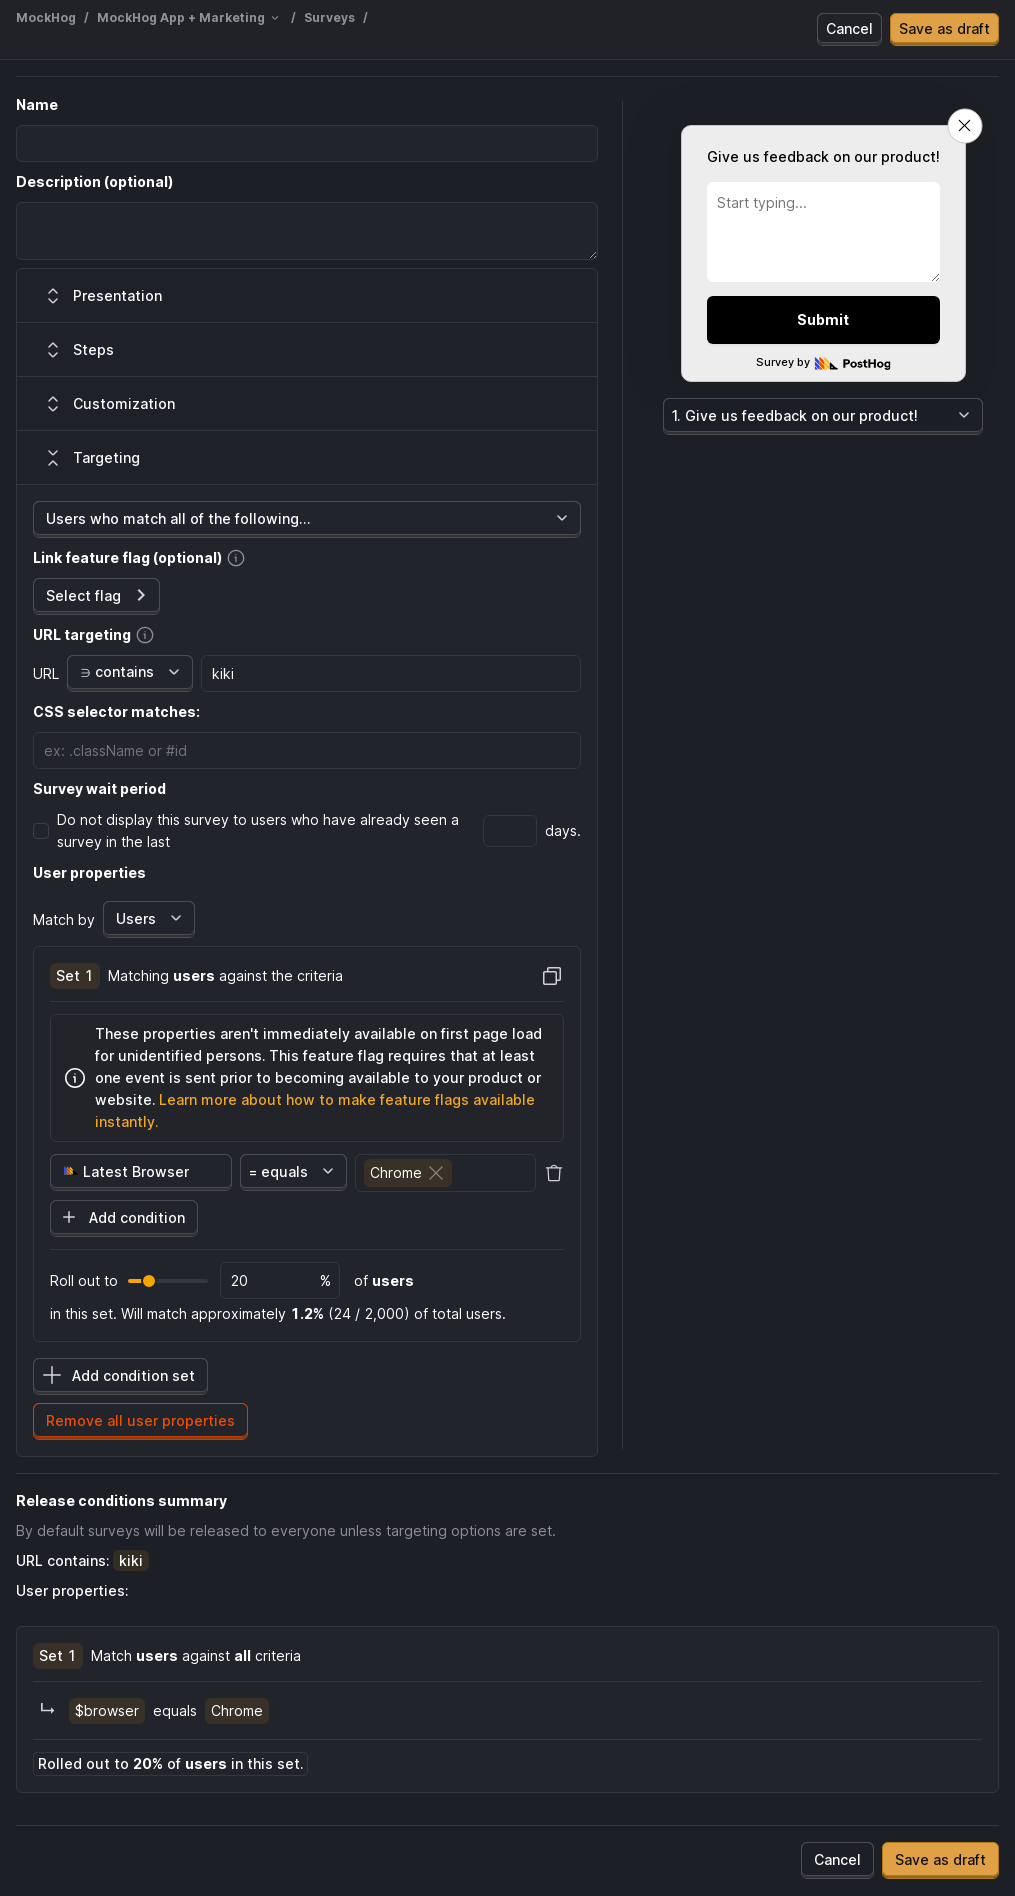 MockHog / MockHog App + Marketing / Surveys /
Cancel
Save as draft
Name
Description (optional)
Presentation
Steps
Customization
Targeting
Users who match all of the following...
Link feature flag (optional)
Select flag
URL targeting
URL ∋ contains kiki
CSS selector matches:
ex: .className or #id
Survey wait period
Do not display this survey to users who have already seen a
survey in the last
days.
User properties
Match by Users
Set 1 Matching users against the criteria
These properties aren't immediately available on first page load
for unidentified persons. This feature flag requires that at least
one event is sent prior to becoming available to your product or
website. Learn more about how to make feature flags available
instantly.
Latest Browser = equals Chrome
Add condition
Roll out to 20 % of users
in this set. Will match approximately 1.2% (24 / 2,000) of total users.
Add condition set
Remove all user properties
Give us feedback on our product!
Start typing...
Submit
Survey by PostHog
1. Give us feedback on our product!
Release conditions summary
By default surveys will be released to everyone unless targeting options are set.
URL contains: kiki
User properties:
Set 1 Match users against all criteria
$browser equals Chrome
Rolled out to 20% of users in this set.
Cancel
Save as draft